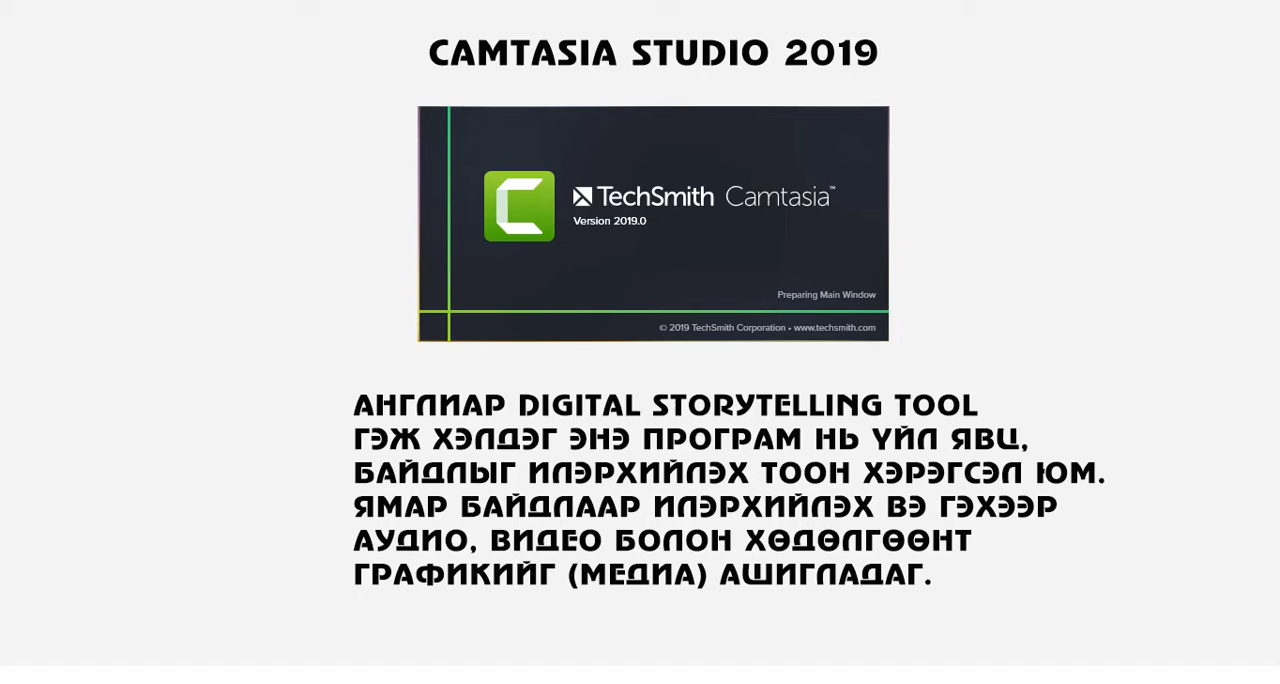 CAMTASIA STUDIO 2019
TechSmith Camtasia™
Version 2019.0
Preparing Main Window
© 2019 TechSmith Corporation • www.techsmith.com
АНГЛИАР DIGITAL STORYTELLING TOOL
ГЭЖ ХЭЛДЭГ ЭНЭ ПРОГРАМ НЬ ҮЙЛ ЯВЦ,
БАЙДЛЫГ ИЛЭРХИЙЛЭХ ТООН ХЭРЭГСЭЛ ЮМ.
ЯМАР БАЙДЛААР ИЛЭРХИЙЛЭХ ВЭ ГЭХЭЭР
АУДИО, ВИДЕО БОЛОН ХӨДӨЛГӨӨНТ
ГРАФИКИЙГ (МЕДИА) АШИГЛАДАГ.